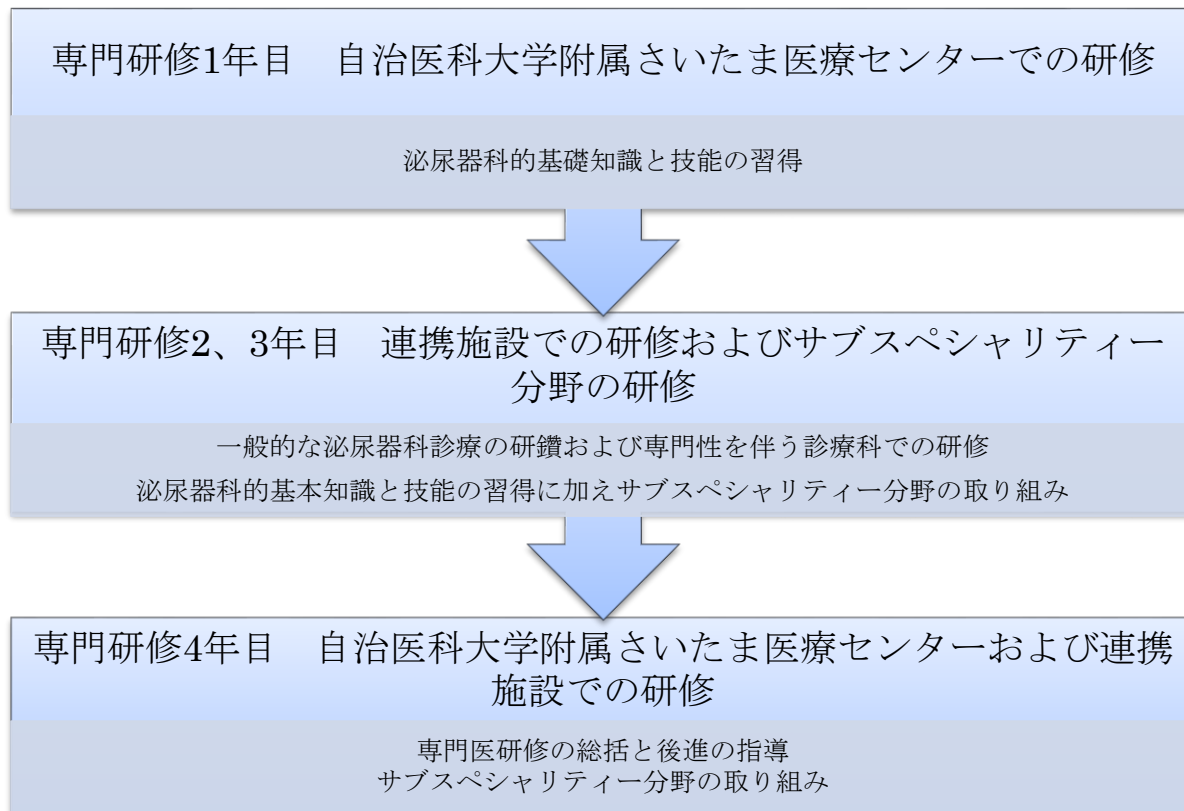 専門研修1年目　自治医科大学附属さいたま医療センターでの研修
泌尿器科的基礎知識と技能の習得
専門研修2、3年目　連携施設での研修およびサブスペシャリティー
分野の研修
一般的な泌尿器科診療の研鑽および専門性を伴う診療科での研修
泌尿器科的基本知識と技能の習得に加えサブスペシャリティー分野の取り組み
専門研修4年目　自治医科大学附属さいたま医療センターおよび連携
施設での研修
専門医研修の総括と後進の指導
サブスペシャリティー分野の取り組み